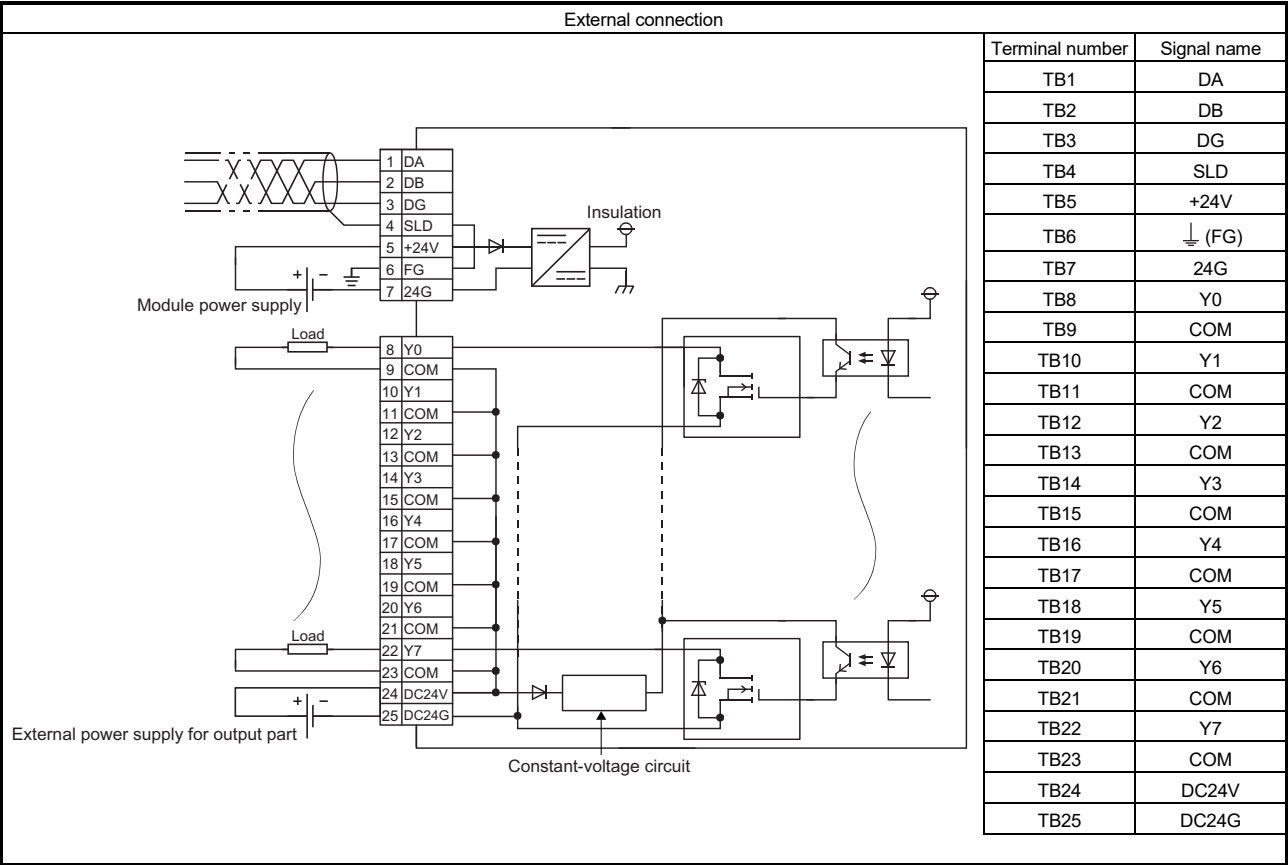 External connection
Terminal number Signal name
TB1 DA
TB2 DB
TB3 DG
TB4 SLD
TB5 +24V
TB6 ⏚ (FG)
TB7 24G
TB8 Y0
TB9 COM
TB10 Y1
TB11 COM
TB12 Y2
TB13 COM
TB14 Y3
TB15 COM
TB16 Y4
TB17 COM
TB18 Y5
TB19 COM
TB20 Y6
TB21 COM
TB22 Y7
TB23 COM
TB24 DC24V
TB25 DC24G
1 DA
2 DB
3 DG
4 SLD
5 +24V
6 FG
7 24G
Insulation
+ −
Module power supply
Load
8 Y0
9 COM
10 Y1
11 COM
12 Y2
13 COM
14 Y3
15 COM
16 Y4
17 COM
18 Y5
19 COM
20 Y6
21 COM
Load
22 Y7
23 COM
24 DC24V
25 DC24G
+ −
External power supply for output part
Constant-voltage circuit